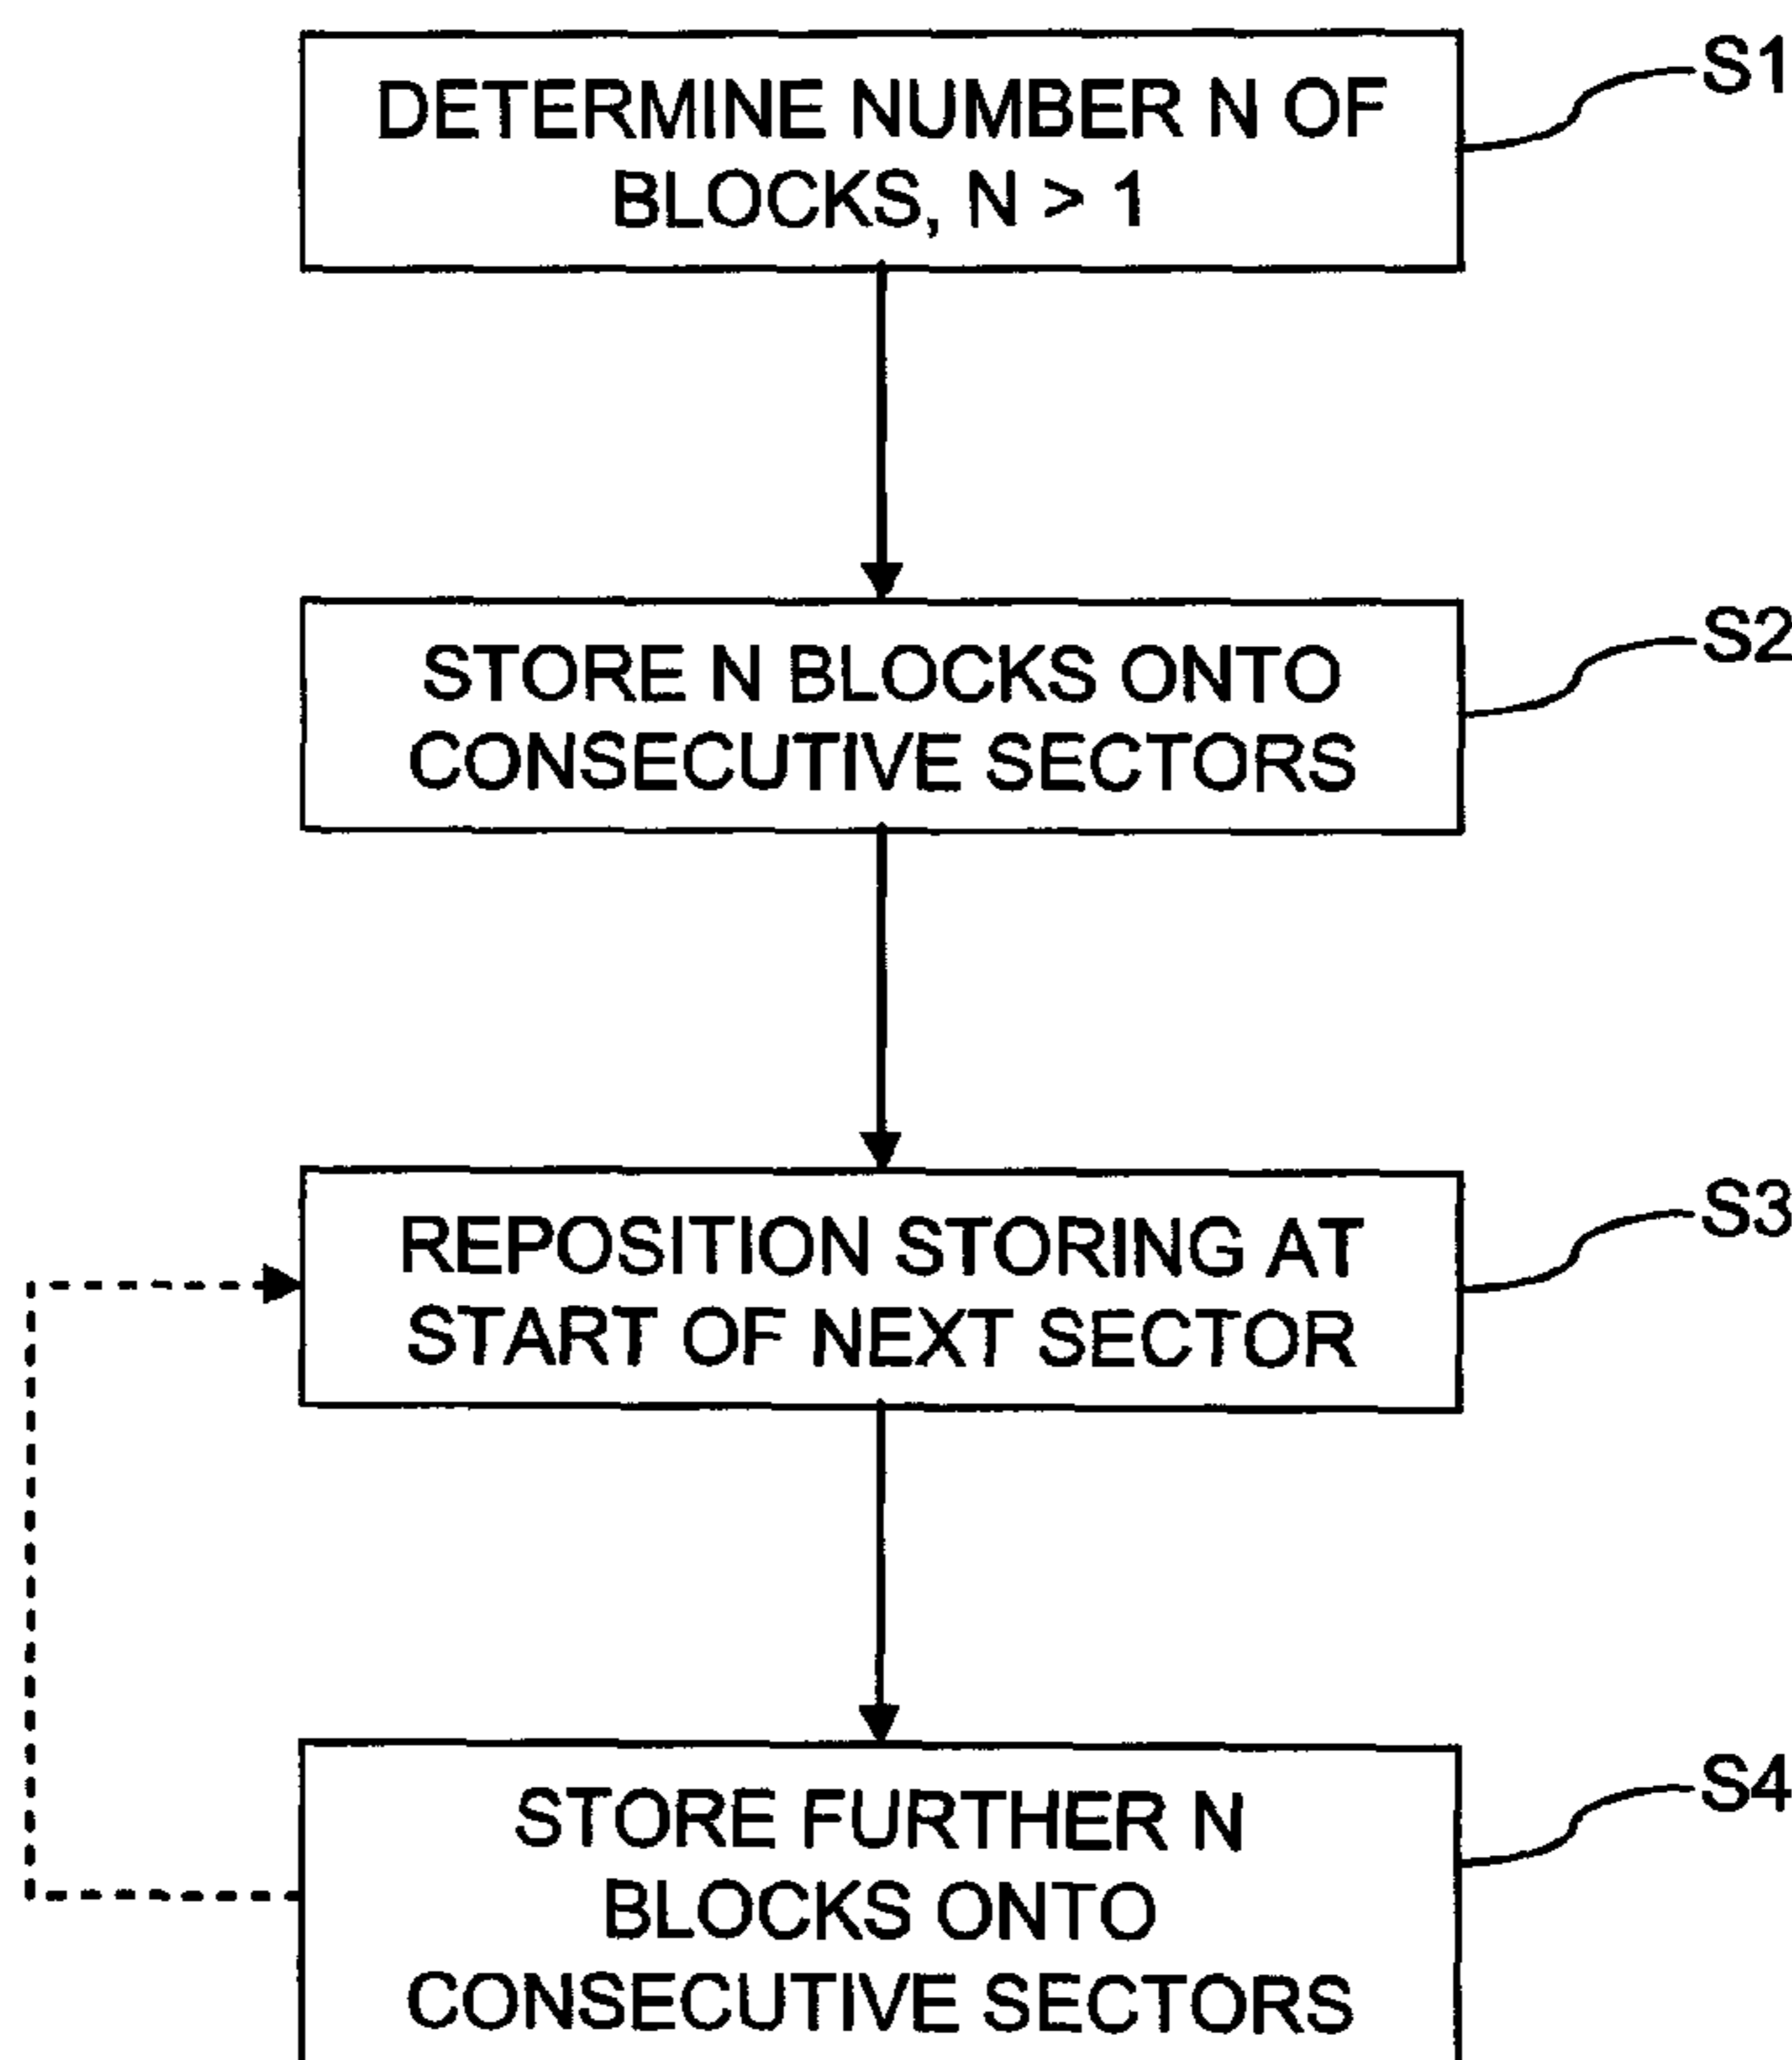 DETERMINE NUMBER N OF
BLOCKS, N > 1
S1
STORE N BLOCKS ONTO
CONSECUTIVE SECTORS
S2
REPOSITION STORING AT
START OF NEXT SECTOR
S3
STORE FURTHER N
BLOCKS ONTO
CONSECUTIVE SECTORS
S4